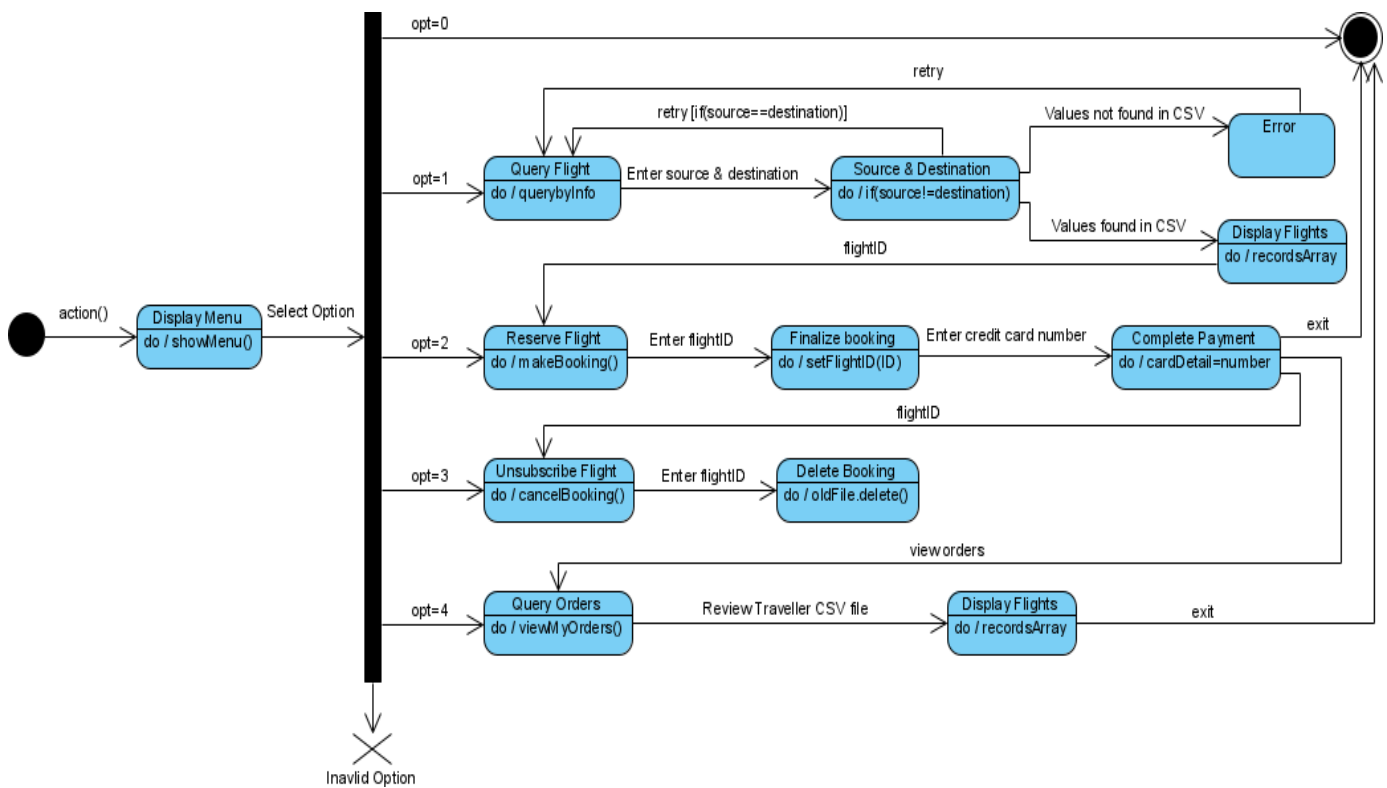 opt=0
retry
retry [if(source==destination)]
Values not found in CSV
Error
opt=1
Query Flight
do / querybyInfo
Enter source & destination
Source & Destination
do / if(source!=destination)
Values found in CSV
Display Flights
do / recordsArray
flightID
action()
Display Menu
do / showMenu()
Select Option
opt=2
Reserve Flight
do / makeBooking()
Enter flightID
Finalize booking
do / setFlightID(ID)
Enter credit card number
Complete Payment
do / cardDetail=number
exit
flightID
opt=3
Unsubscribe Flight
do / cancelBooking()
Enter flightID
Delete Booking
do / oldFile.delete()
view orders
opt=4
Query Orders
do / viewMyOrders()
Review Traveller CSV file
Display Flights
do / recordsArray
exit
Inavlid Option